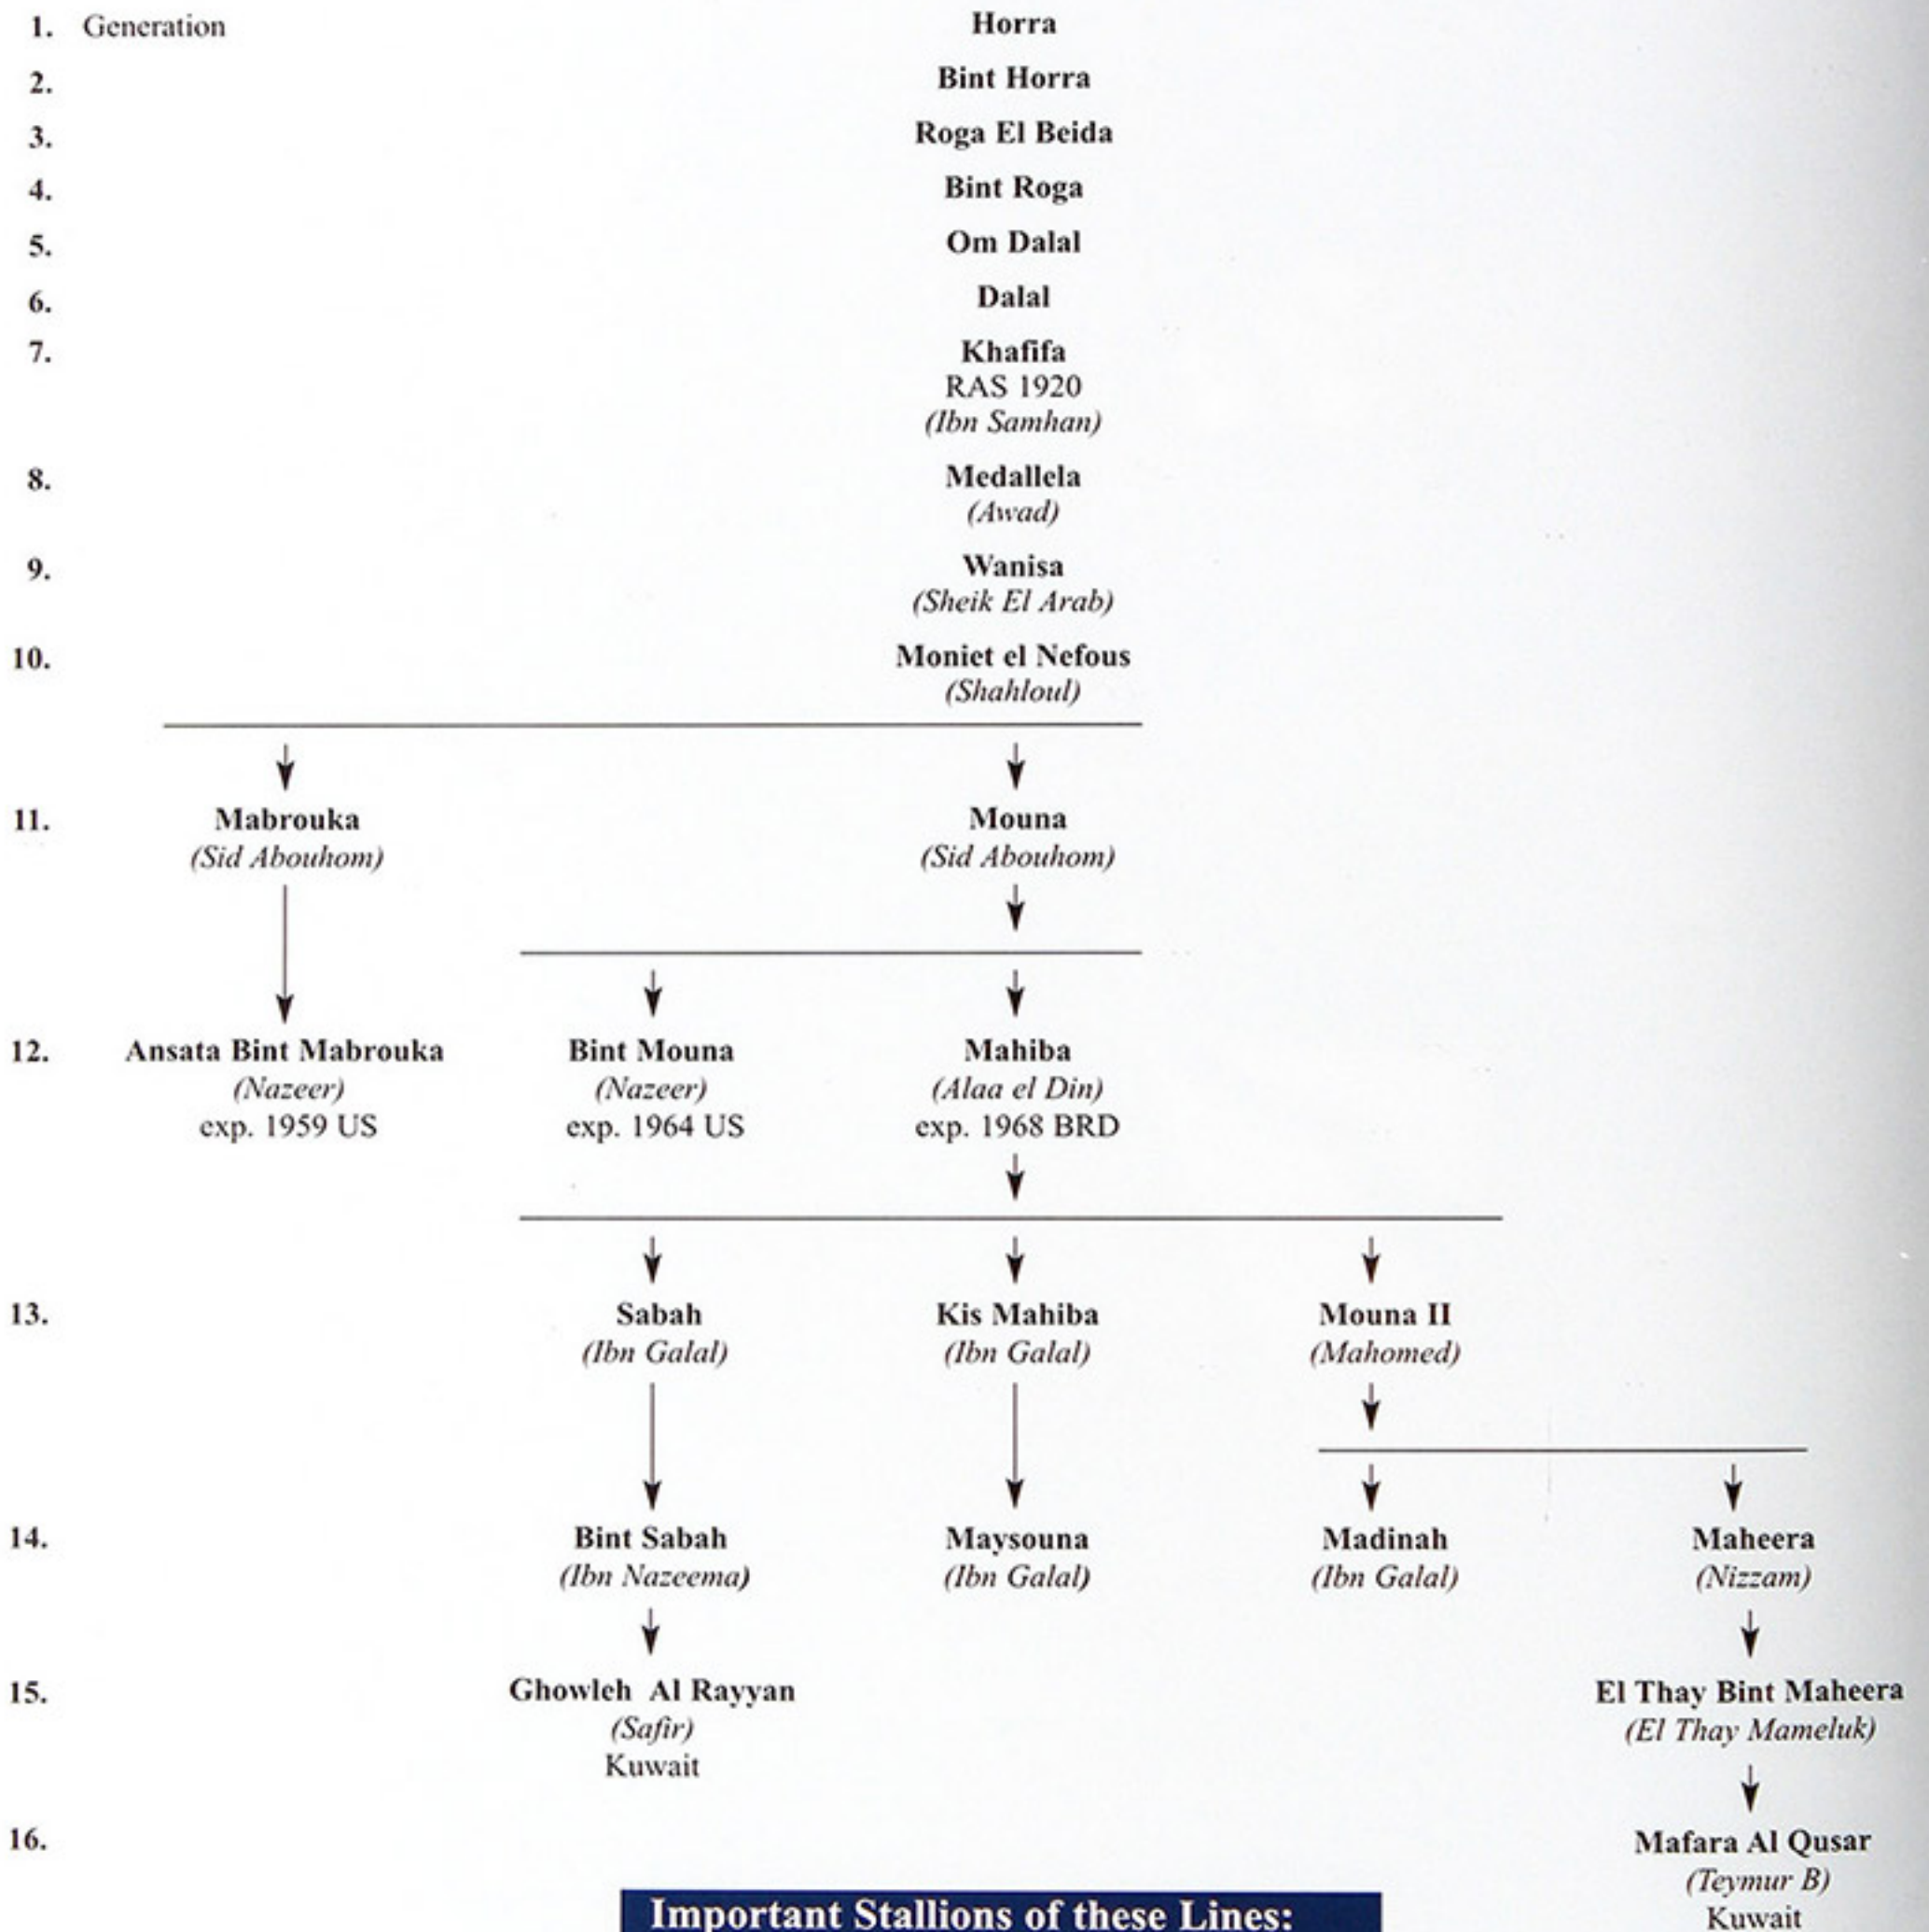 1. Generation Horra
2. Bint Horra
3. Roga El Beida
4. Bint Roga
5. Om Dalal
6. Dalal
7. Khafifa
RAS 1920
(Ibn Samhan)
8. Medallela
(Awad)
9. Wanisa
(Sheik El Arab)
10. Moniet el Nefous
(Shahloul)
11. Mabrouka Mouna
(Sid Abouhom) (Sid Abouhom)
12. Ansata Bint Mabrouka Bint Mouna Mahiba
(Nazeer) (Nazeer) (Alaa el Din)
exp. 1959 US exp. 1964 US exp. 1968 BRD
13. Sabah Kis Mahiba Mouna II
(Ibn Galal) (Ibn Galal) (Mahomed)
14. Bint Sabah Maysouna Madinah Maheera
(Ibn Nazeema) (Ibn Galal) (Ibn Galal) (Nizzam)
15. Ghowleh Al Rayyan El Thay Bint Maheera
(Safir) (El Thay Mameluk)
Kuwait
16. Mafara Al Qusar
(Teymur B)
Kuwait
Important Stallions of these Lines: